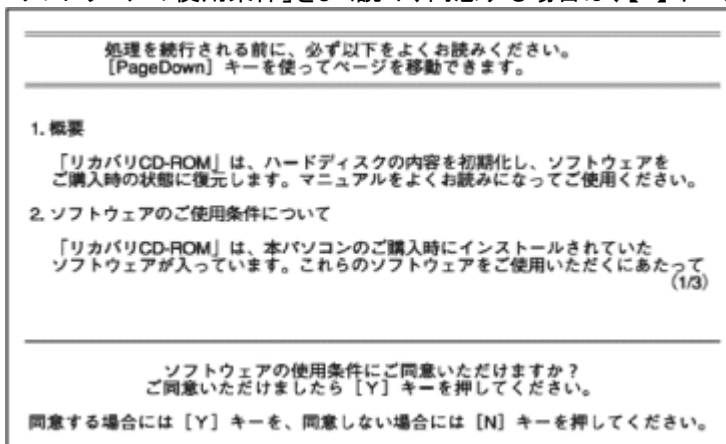 処理を続行される前に、必ず以下をよくお読みください。
[PageDown] キーを使ってページを移動できます。
1. 概要
「リカバリCD-ROM」は、ハードディスクの内容を初期化し、ソフトウェアを
ご購入時の状態に復元します。マニュアルをよくお読みになってご使用ください。
2. ソフトウェアのご使用条件について
「リカバリCD-ROM」は、本パソコンのご購入時にインストールされていた
ソフトウェアが入っています。これらのソフトウェアをご使用いただくにあたって
(1/3)
ソフトウェアの使用条件にご同意いただけますか?
ご同意いただけましたら [Y] キーを押してください。
同意する場合には [Y] キーを、同意しない場合には [N] キーを押してください。